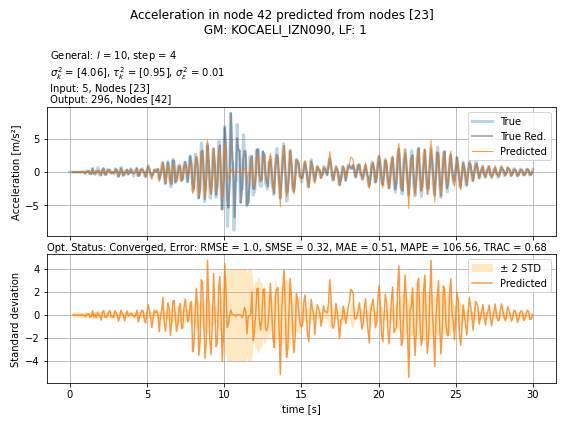 Acceleration in node 42 predicted from nodes [23]
GM: KOCAELI_IZN090, LF: 1
General: l = 10, step = 4
σ²ₖ = [4.06], τ²ₖ = [0.95], σ²ε = 0.01
Input: 5, Nodes [23]
Output: 296, Nodes [42]
True
True Red.
Predicted
5
0
−5
Acceleration [m/s²]
Opt. Status: Converged, Error: RMSE = 1.0, SMSE = 0.32, MAE = 0.51, MAPE = 106.56, TRAC = 0.68
± 2 STD
Predicted
4
2
0
−2
−4
Standard deviation
0 5 10 15 20 25 30
time [s]